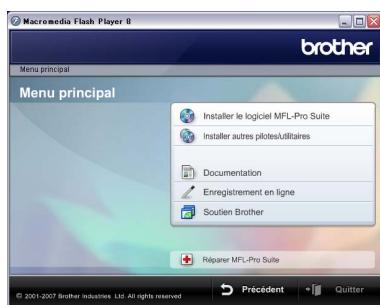 Macromedia Flash Player 8
brother
Menu principal
Menu principal
Installer le logiciel MFL-Pro Suite
Installer autres pilotes/utilitaires
Documentation
Enregistrement en ligne
Soutien Brother
Réparer MFL-Pro Suite
© 2001-2007 Brother Industries Ltd. All rights reserved
Précédent
Quitter